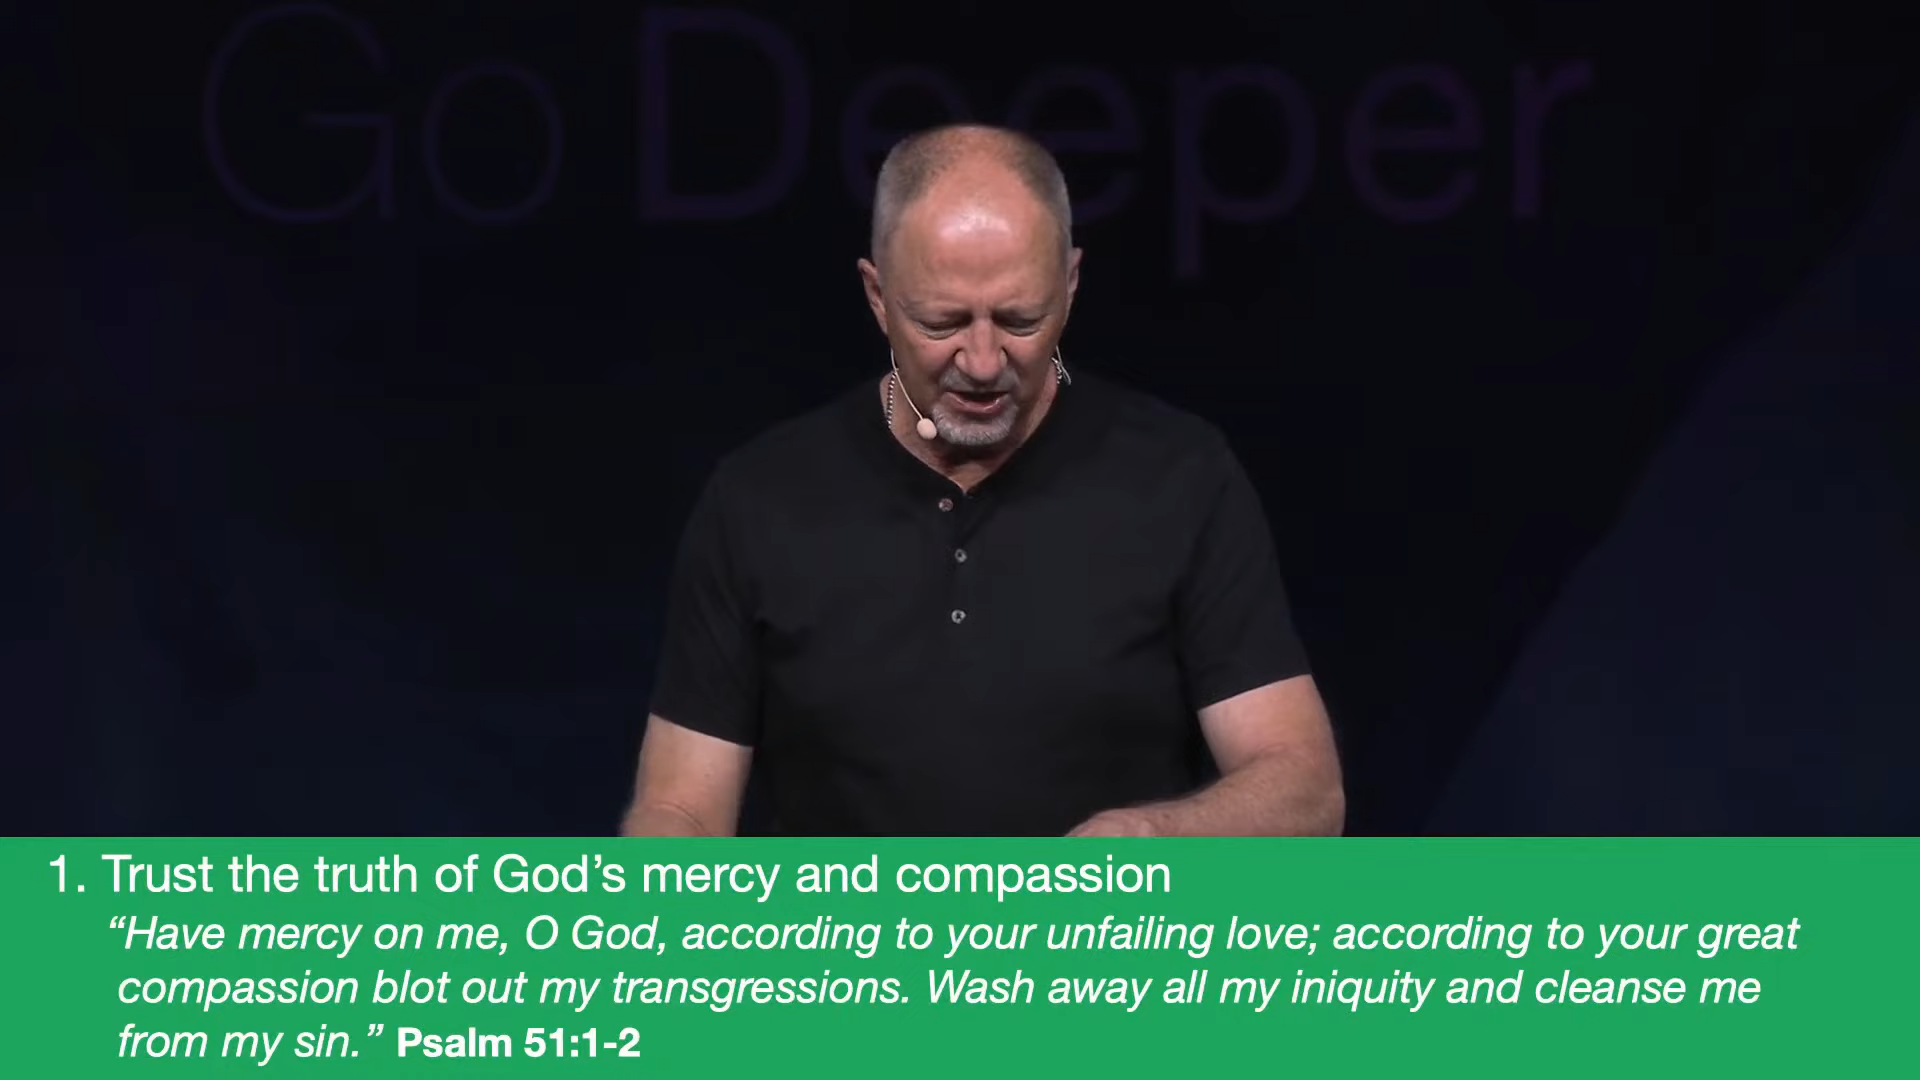 Go Deeper
1. Trust the truth of God’s mercy and compassion
“Have mercy on me, O God, according to your unfailing love; according to your great
compassion blot out my transgressions. Wash away all my iniquity and cleanse me
from my sin.” Psalm 51:1-2